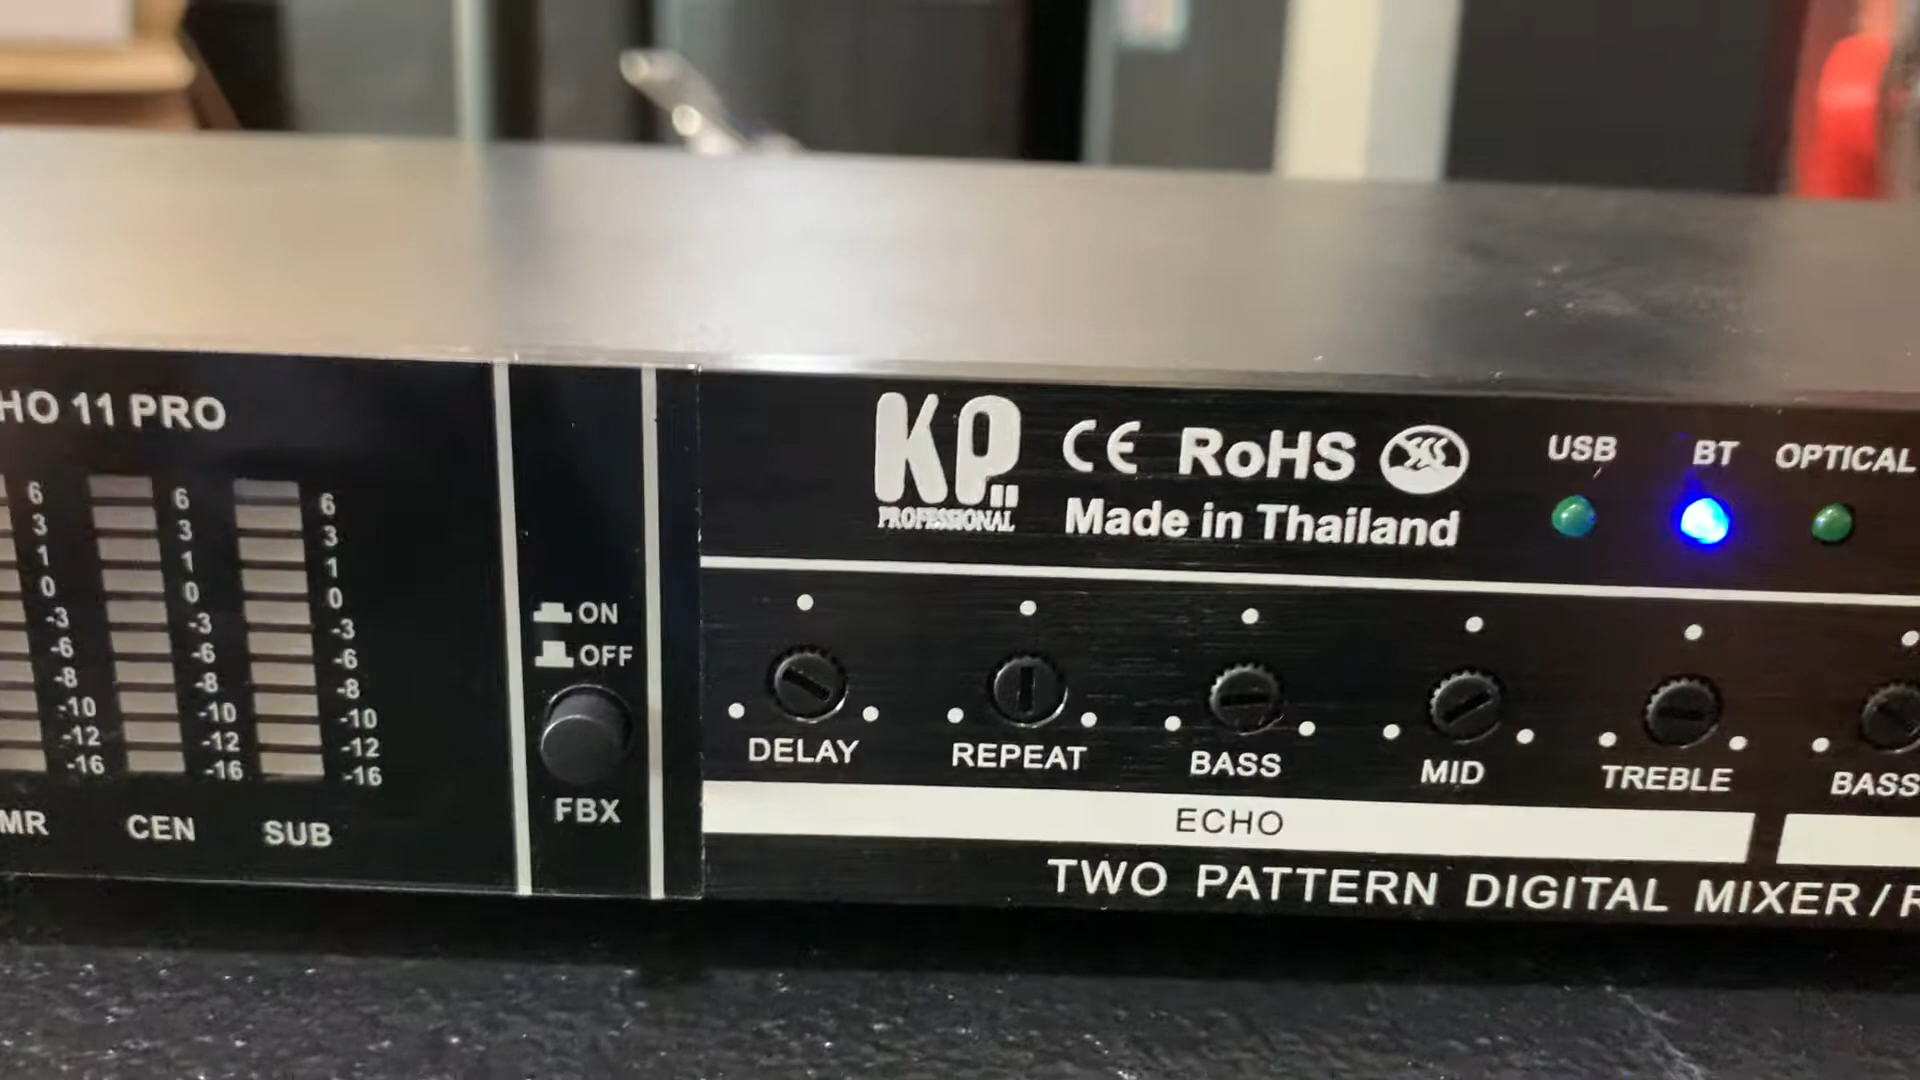 HO 11 PRO
6 6 6
3 3 3
1 1 1
0 0 0
-3 -3 -3
-6 -6 -6
-8 -8 -8
-10 -10 -10
-12 -12 -12
-16 -16 -16
MR CEN SUB
ON
OFF
FBX
KP
PROFESSIONAL
CE RoHS
Made in Thailand
USB BT OPTICAL
DELAY REPEAT BASS MID TREBLE BASS
ECHO
TWO PATTERN DIGITAL MIXER /